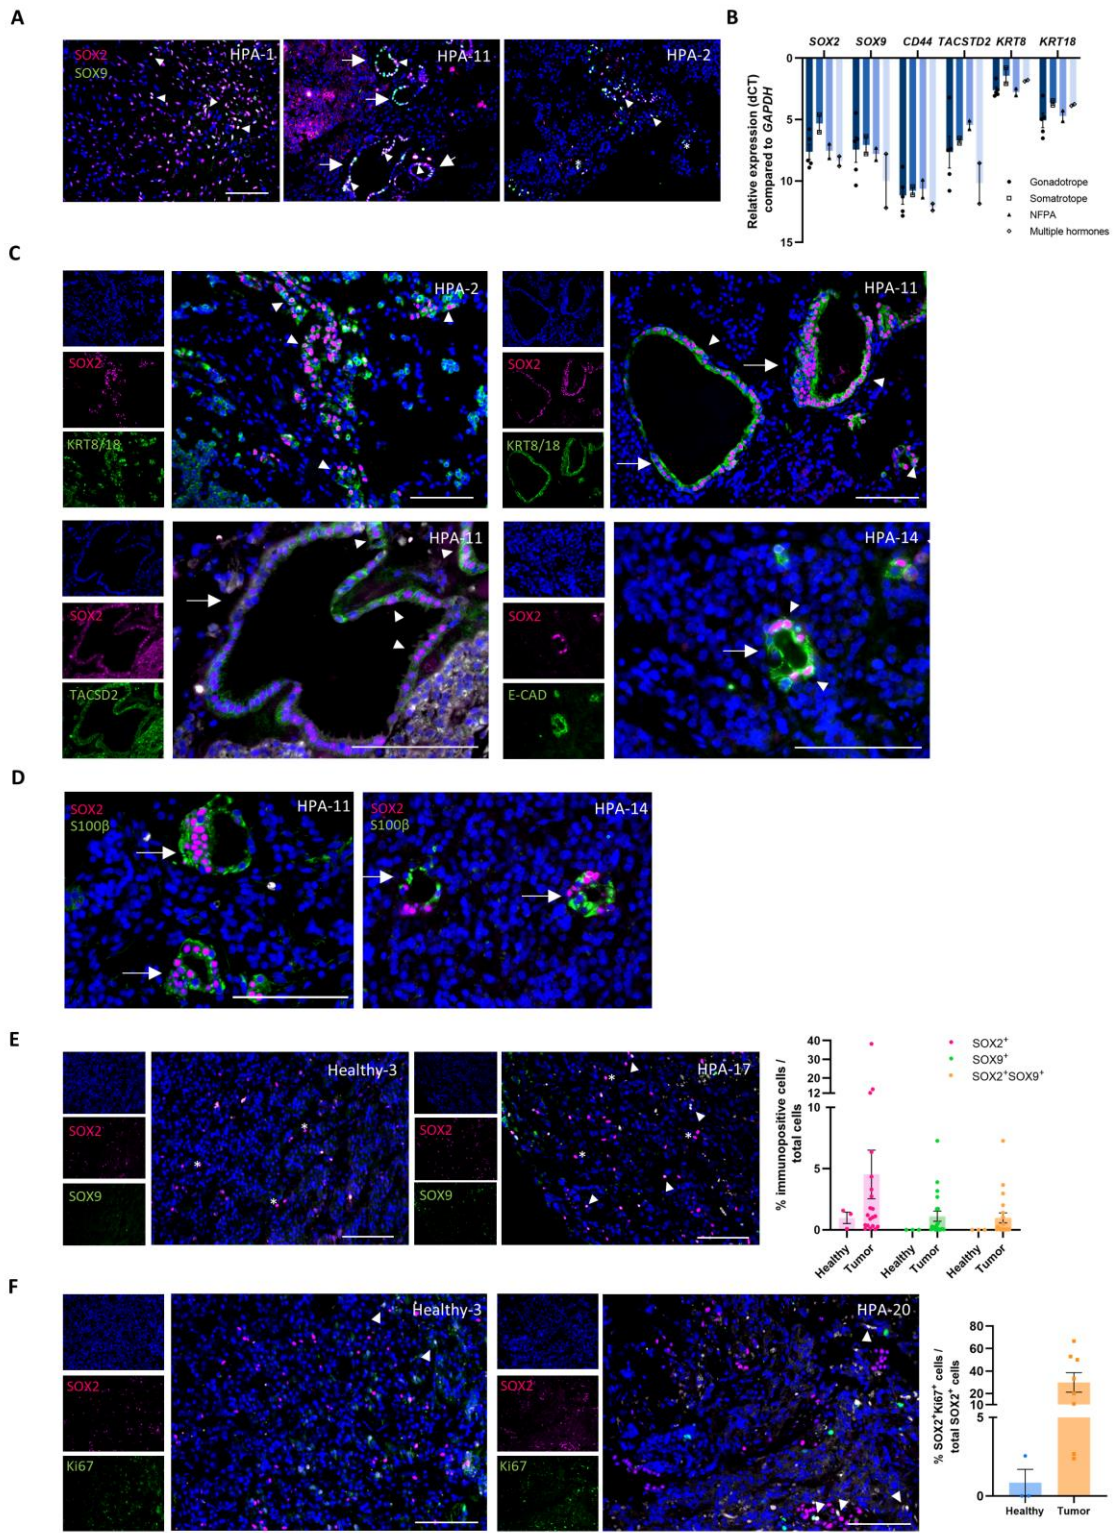 A
SOX2
SOX9
HPA-1
HPA-11
HPA-2
*
B
SOX2 SOX9 CD44 TACSTD2 KRT8 KRT18
Relative expression (dCT)
compared to GAPDH
0
5
10
15
Gonadotrope
Somatrotope
NFPA
Multiple hormones
C
HPA-2
SOX2
KRT8/18
HPA-11
SOX2
KRT8/18
HPA-11
SOX2
TACSD2
HPA-14
SOX2
E-CAD
D
SOX2
S100β
HPA-11
SOX2
S100β
HPA-14
E
Healthy-3
SOX2
SOX9
* * *
HPA-17
SOX2
SOX9
* * *
% immunopositive cells /
total cells
40
30
20
12
10
5
0
Healthy
Tumor
Healthy
Tumor
Healthy
Tumor
SOX2+
SOX9+
SOX2+SOX9+
F
Healthy-3
SOX2
Ki67
HPA-20
SOX2
Ki67
% SOX2+Ki67+ cells /
total SOX2+ cells
80
60
40
20
10
5
0
Healthy Tumor